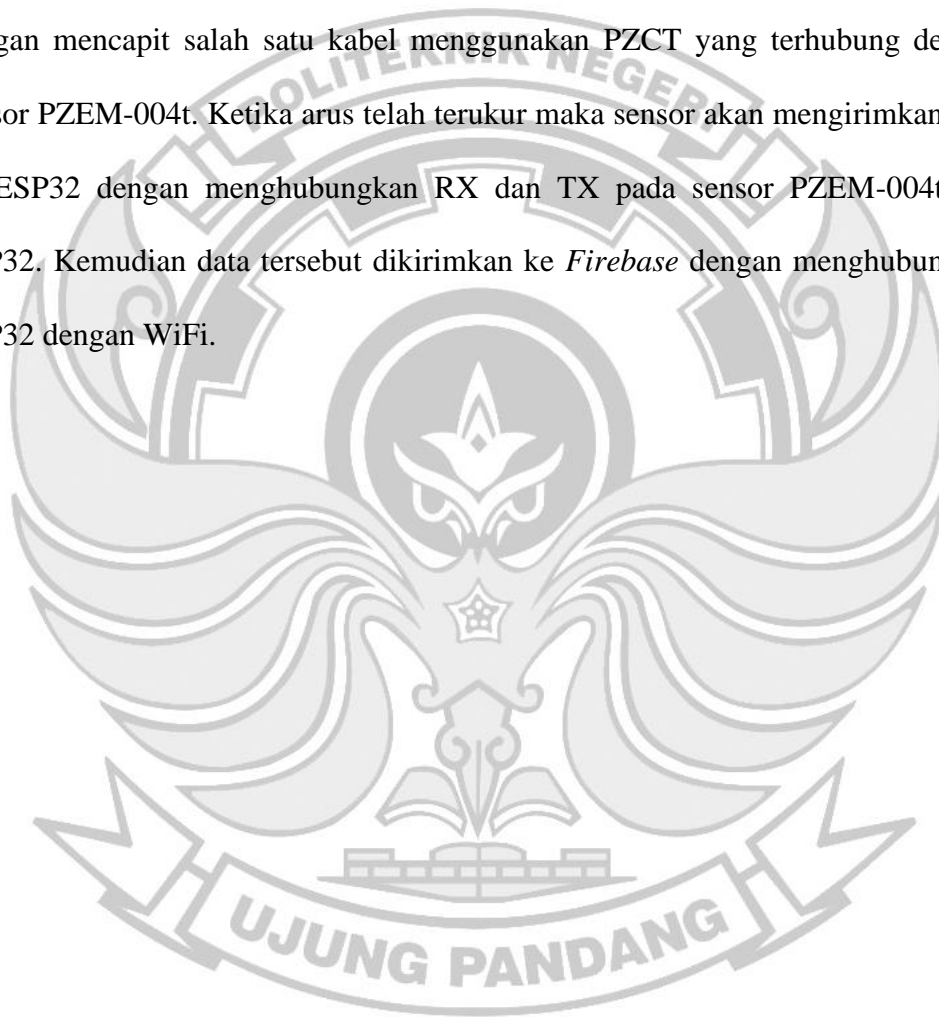 gan mencapit salah satu kabel menggunakan PZCT yang terhubung de
sor PZEM-004t. Ketika arus telah terukur maka sensor akan mengirimkan
ESP32 dengan menghubungkan RX dan TX pada sensor PZEM-004t
P32. Kemudian data tersebut dikirimkan ke Firebase dengan menghubun
P32 dengan WiFi.
POLITEKNIK NEGERI
UJUNG PANDANG